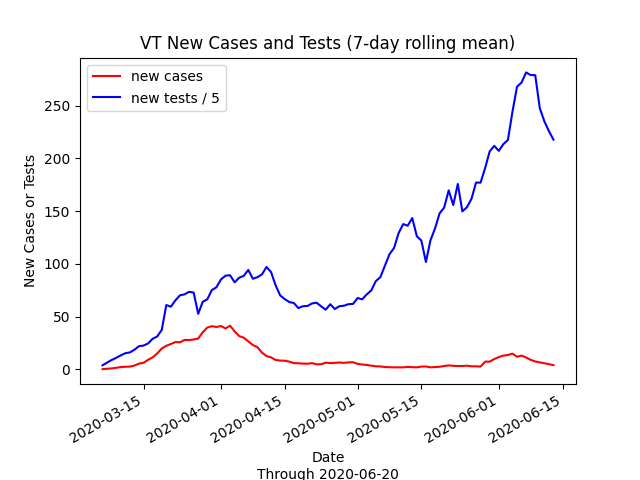 VT New Cases and Tests (7-day rolling mean)
new cases
new tests / 5
New Cases or Tests
250
200
150
100
50
0
2020-03-15
2020-04-01
2020-04-15
2020-05-01
2020-05-15
2020-06-01
2020-06-15
Date
Through 2020-06-20